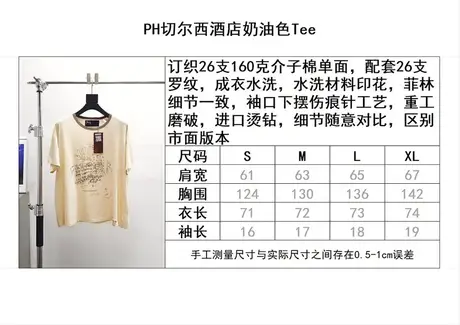 PH切尔西酒店奶油色Tee
订织26支160克介子棉单面，配套26支
罗纹，成衣水洗，水洗材料印花，菲林
细节一致，袖口下摆伤痕针工艺，重工
磨破，进口烫钻，细节随意对比，区别
市面版本
尺码 S M L XL
肩宽 61 63 65 67
胸围 124 130 136 142
衣长 71 72 73 74
袖长 16 17 18 19
手工测量尺寸与实际尺寸之间存在0.5-1cm误差